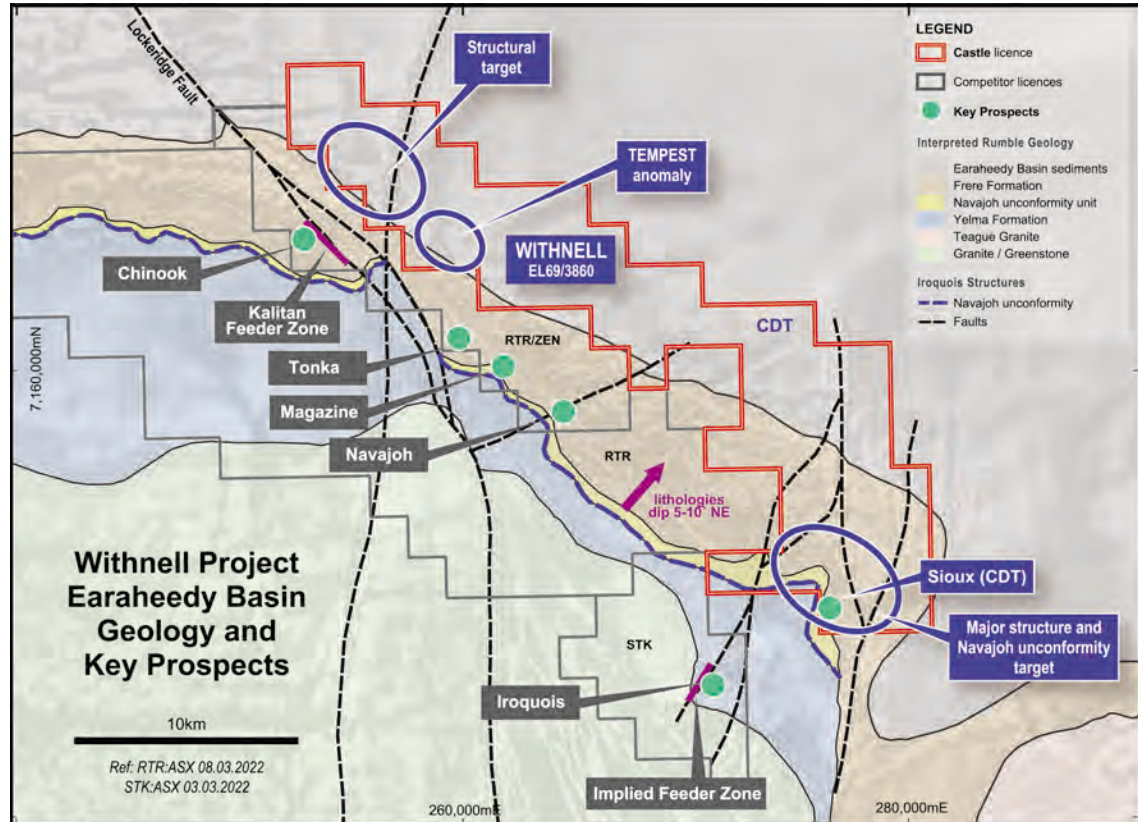 Lockeridge Fault
Structural
target
TEMPEST
anomaly
WITHNELL
EL69/3860
CDT
Chinook
Kalitan
Feeder Zone
Tonka
Magazine
Navajoh
RTR/ZEN
RTR
lithologies
dip 5-10° NE
STK
Iroquois
Implied Feeder Zone
Sioux (CDT)
Major structure and
Navajoh unconformity
target
7,160,000mN
260,000mE
280,000mE
Withnell Project
Earaheedy Basin
Geology and
Key Prospects
10km
Ref: RTR:ASX 08.03.2022
STK:ASX 03.03.2022
LEGEND
Castle licence
Competitor licences
Key Prospects
Interpreted Rumble Geology
Earaheedy Basin sediments
Frere Formation
Navajoh unconformity unit
Yelma Formation
Teague Granite
Granite / Greenstone
Iroquois Structures
Navajoh unconformity
Faults